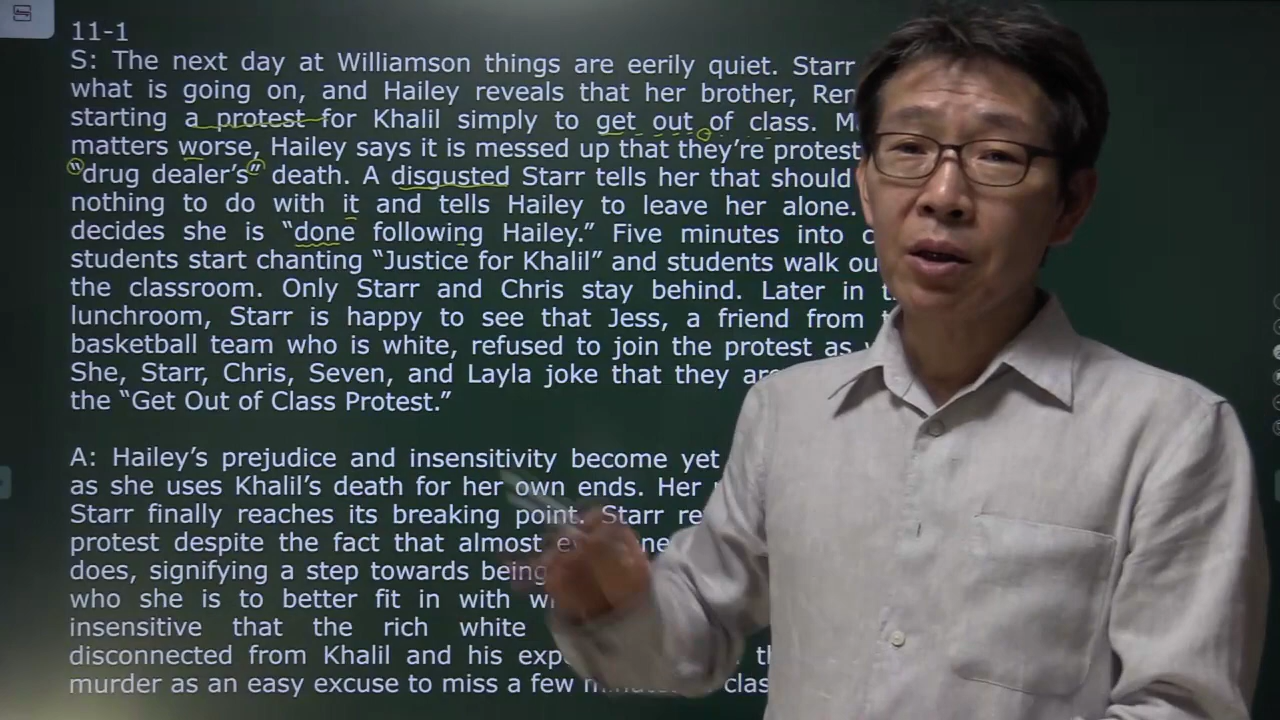 11-1
S: The next day at Williamson things are eerily quiet. Starr
what is going on, and Hailey reveals that her brother,
starting a protest for Khalil simply to get out of class.
matters worse, Hailey says it is messed up that they're
"drug dealer's" death. A disgusted Starr tells her that should
nothing to do with it and tells Hailey to leave her alone.
decides she is "done following Hailey." Five minutes into
students start chanting "Justice for Khalil" and students walk
the classroom. Only Starr and Chris stay behind. Later in
lunchroom, Starr is happy to see that Jess, a friend from
basketball team who is white, refused to join the protest as
She, Starr, Chris, Seven, and Layla joke that they
the "Get Out of Class Protest."
A: Hailey's prejudice and insensitivity become yet
as she uses Khalil's death for her own ends. Her
Starr finally reaches its breaking point. Starr
protest despite the fact that almost
does, signifying a step towards being
who she is to better fit in with
insensitive that the rich white
disconnected from Khalil and his
murder as an easy excuse to miss a few